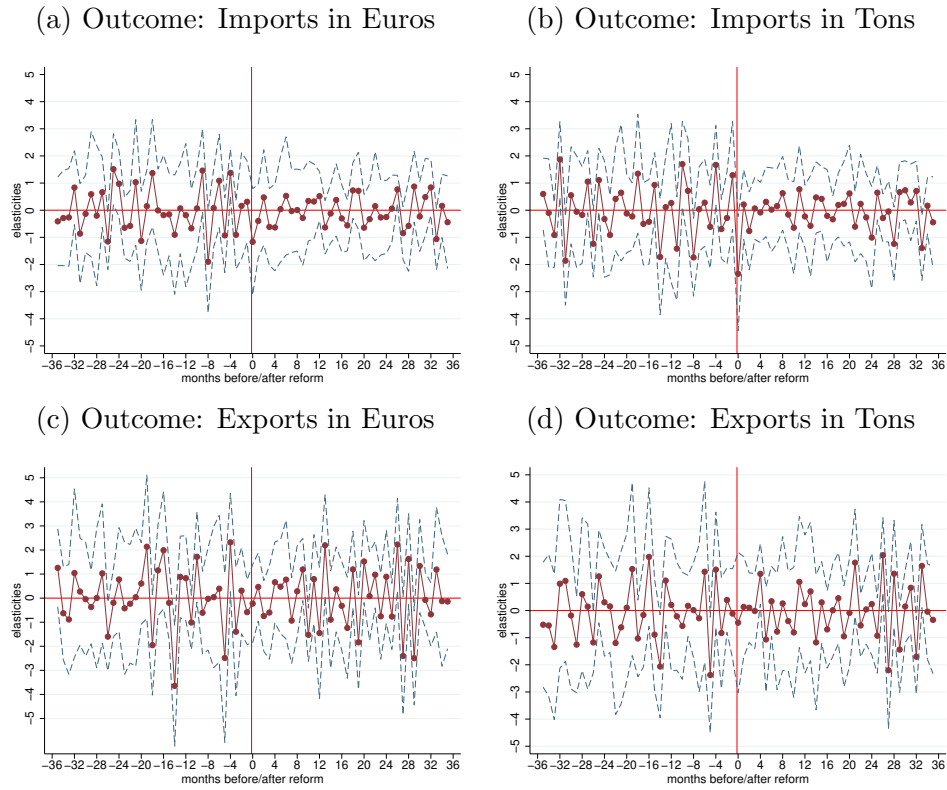 (a) Outcome: Imports in Euros
5
4
3
2
1
0
−1
−2
−3
−4
−5
elasticities
−36 −32 −28 −24 −20 −16 −12 −8 −4 0 4 8 12 16 20 24 28 32 36
months before/after reform
(b) Outcome: Imports in Tons
5
4
3
2
1
0
−1
−2
−3
−4
−5
elasticities
−36 −32 −28 −24 −20 −16 −12 −8 −4 0 4 8 12 16 20 24 28 32 36
months before/after reform
(c) Outcome: Exports in Euros
5
4
3
2
1
0
−1
−2
−3
−4
−5
elasticities
−36 −32 −28 −24 −20 −16 −12 −8 −4 0 4 8 12 16 20 24 28 32 36
months before/after reform
(d) Outcome: Exports in Tons
5
4
3
2
1
0
−1
−2
−3
−4
−5
elasticities
−36 −32 −28 −24 −20 −16 −12 −8 −4 0 4 8 12 16 20 24 28 32 36
months before/after reform